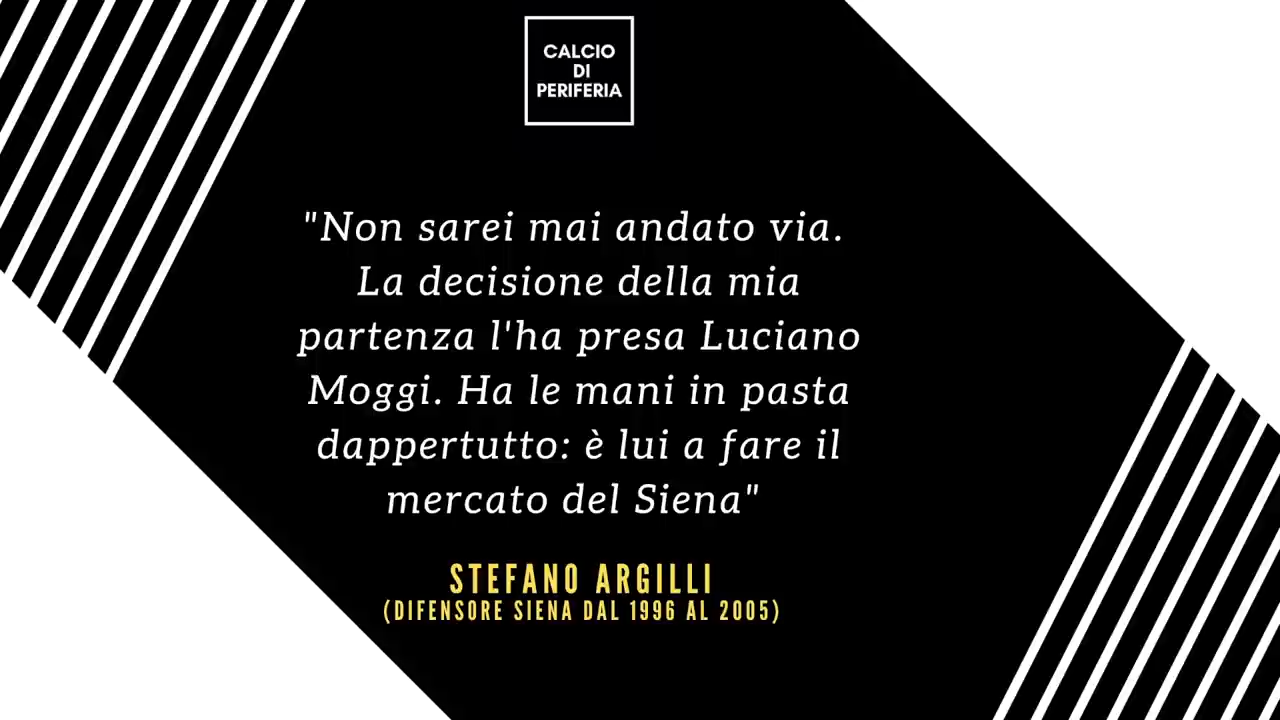 CALCIO
DI
PERIFERIA
"Non sarei mai andato via.
La decisione della mia
partenza l'ha presa Luciano
Moggi. Ha le mani in pasta
dappertutto: è lui a fare il
mercato del Siena"
STEFANO ARGILLI
(DIFENSORE SIENA DAL 1996 AL 2005)